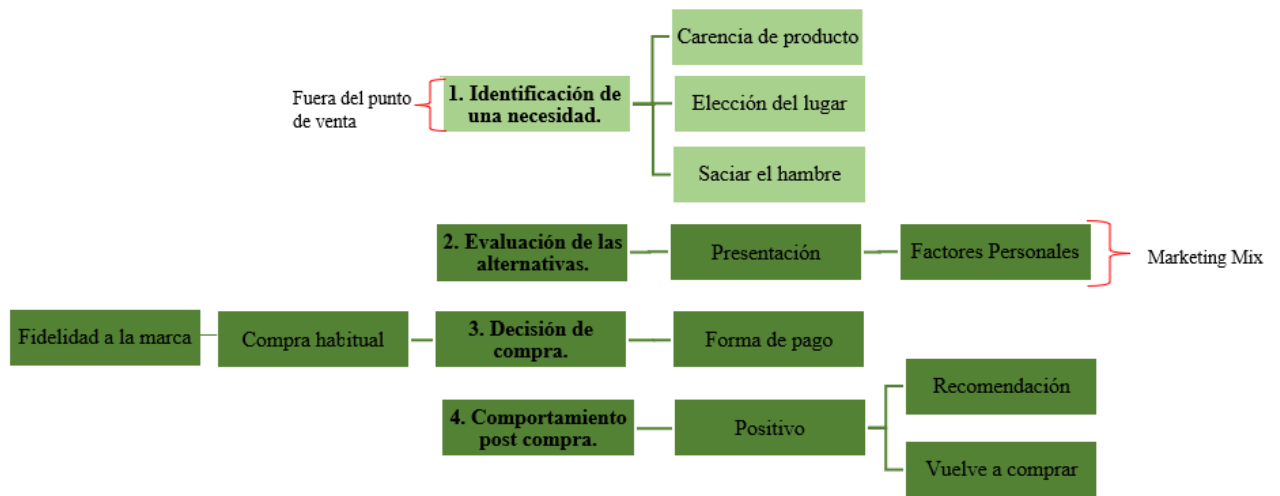 Carencia de producto
Fuera del punto
de venta
1. Identificación de
una necesidad.
Elección del lugar
Saciar el hambre
2. Evaluación de las
alternativas.
Presentación
Factores Personales
Marketing Mix
Fidelidad a la marca
Compra habitual
3. Decisión de
compra.
Forma de pago
4. Comportamiento
post compra.
Positivo
Recomendación
Vuelve a comprar